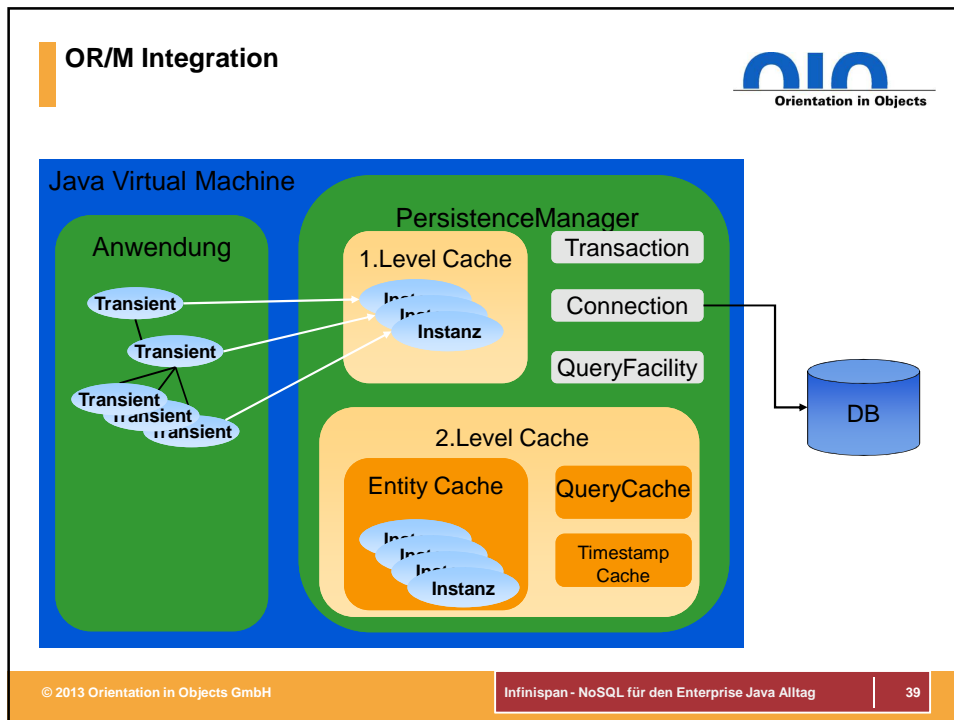 OR/M Integration
OIO
Orientation in Objects
Java Virtual Machine
Anwendung
Transient
Transient
Transient
Transient
Transient
PersistenceManager
1.Level Cache
Instanz
Transaction
Connection
QueryFacility
2.Level Cache
Entity Cache
Instanz
QueryCache
Timestamp
Cache
DB
© 2013 Orientation in Objects GmbH
Infinispan - NoSQL für den Enterprise Java Alltag
39